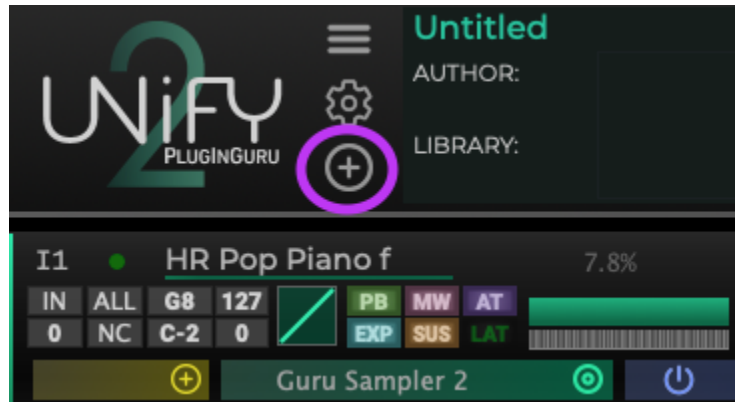 Untitled
AUTHOR:
LIBRARY:
2
UNiFY
PLUGINGURU
I1 HR Pop Piano f 7.8%
IN ALL G8 127 PB MW AT
0 NC C-2 0 EXP SUS LAT
Guru Sampler 2